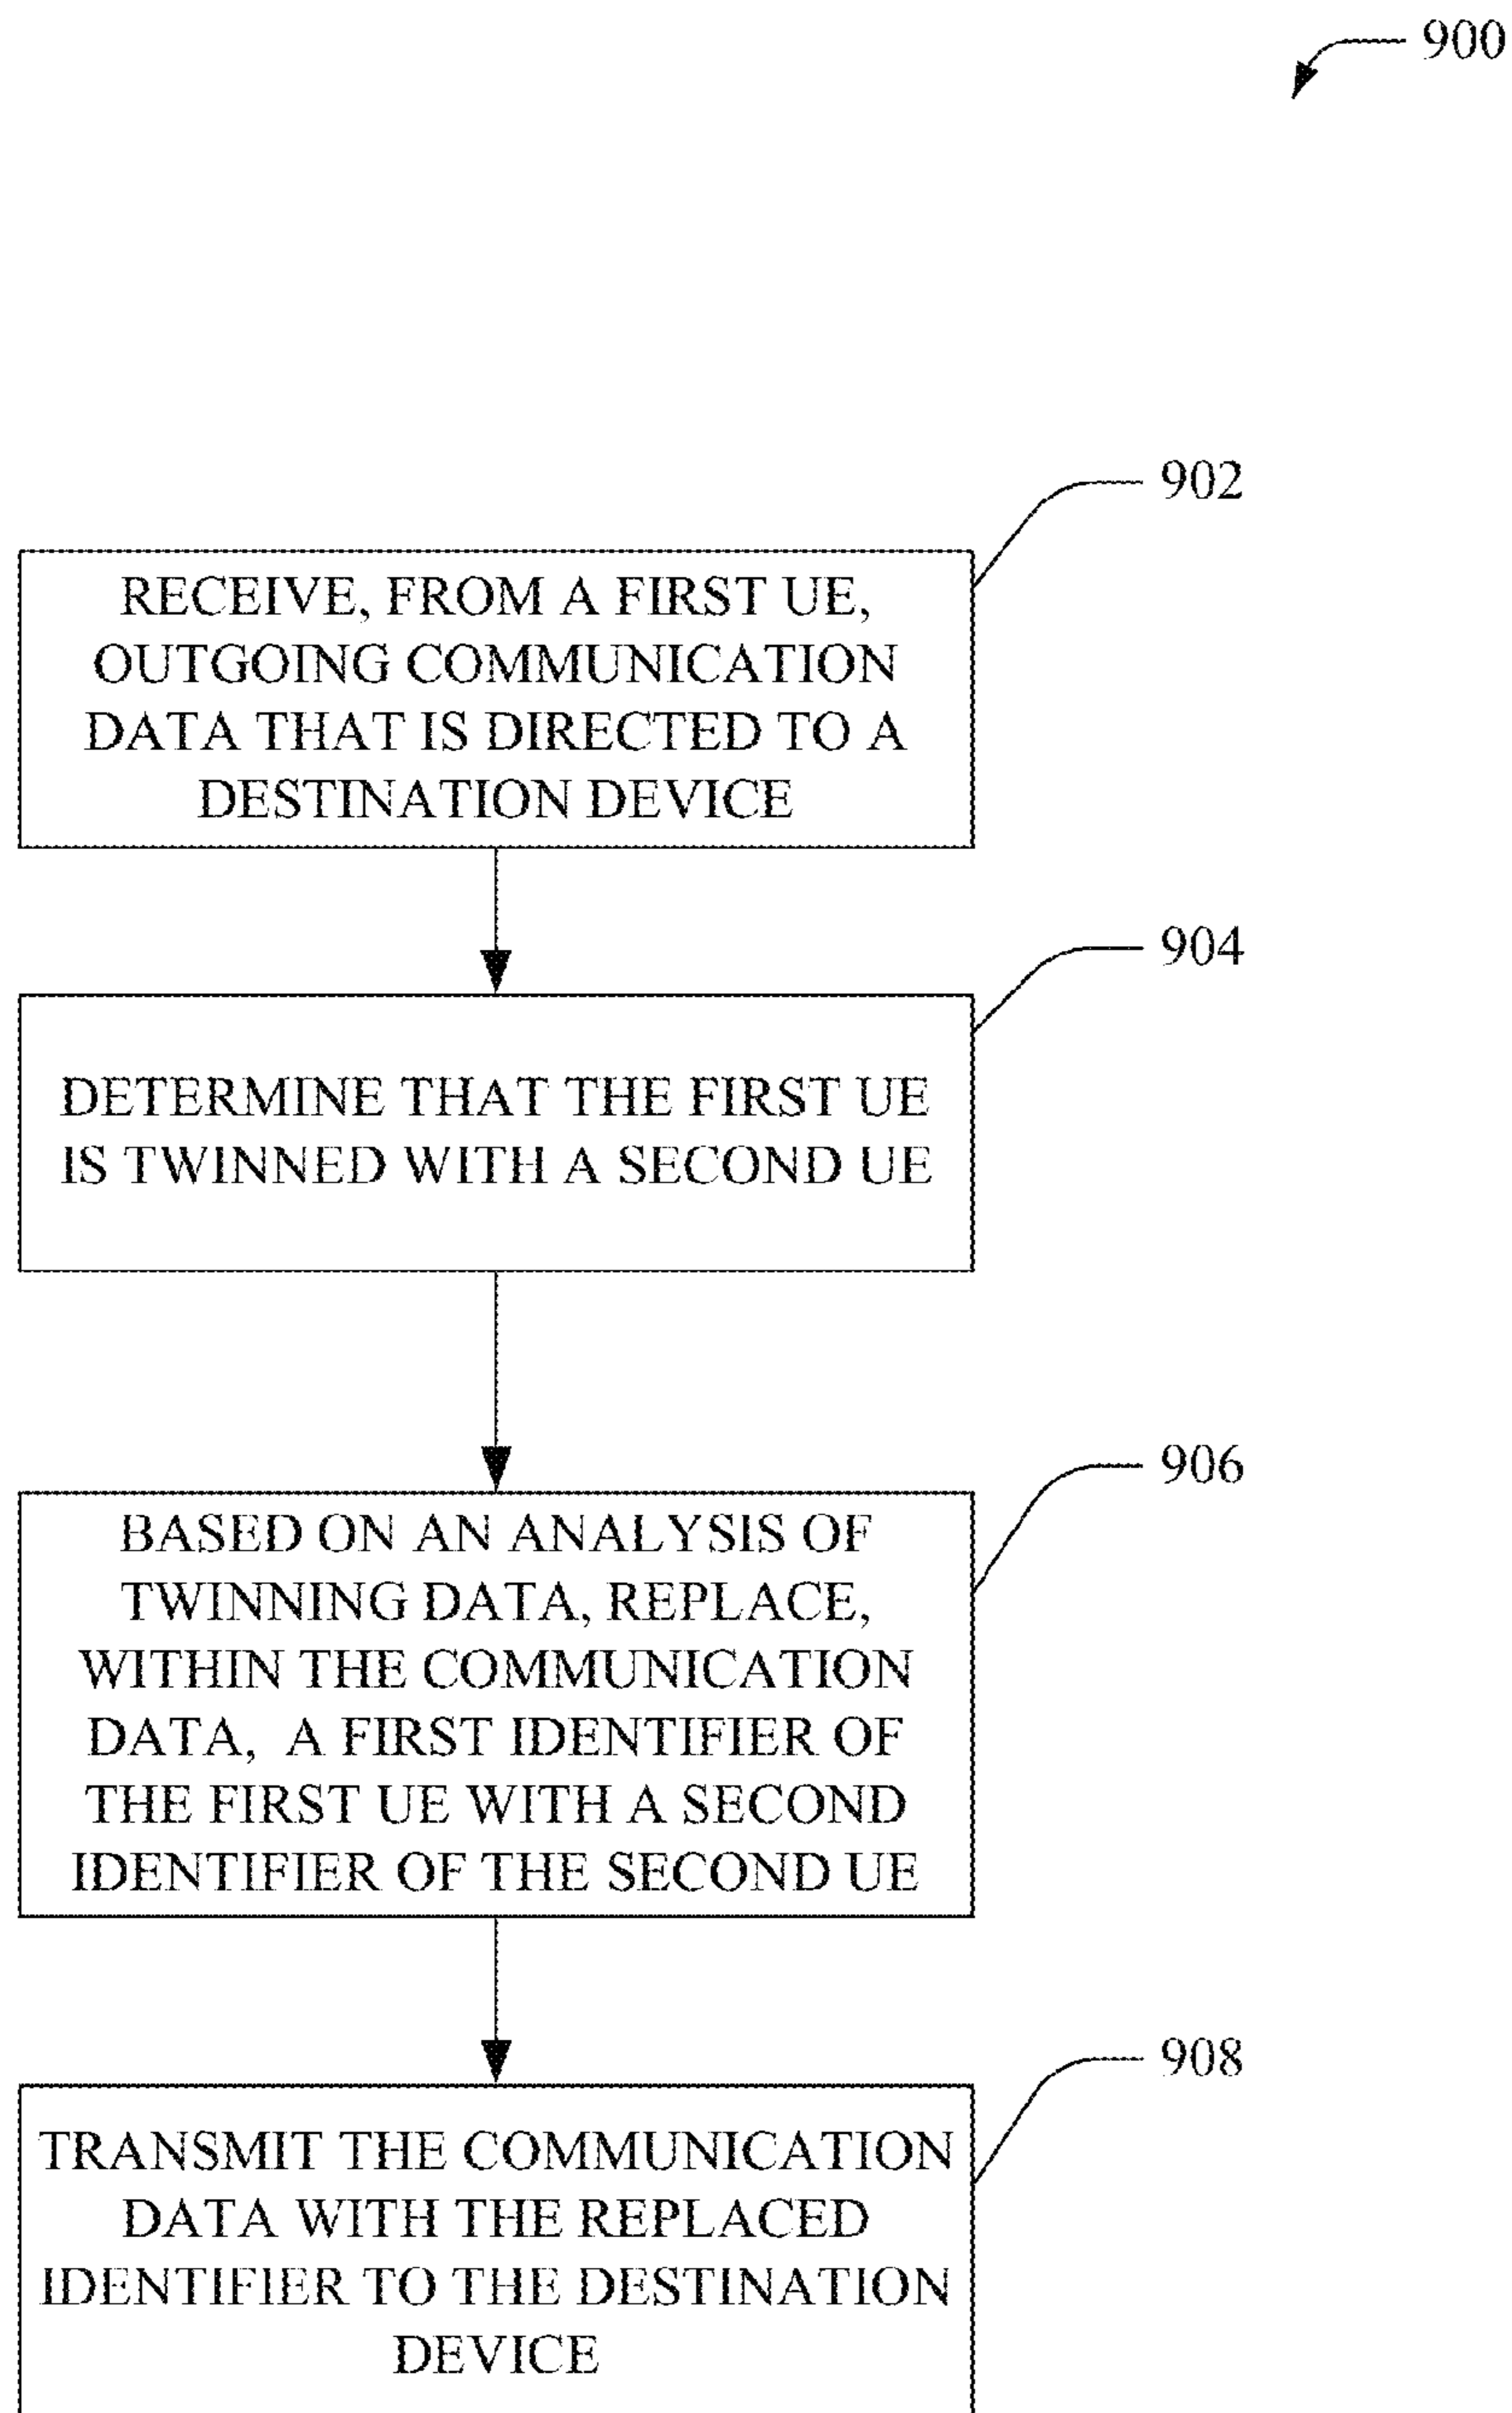 900
902
RECEIVE, FROM A FIRST UE,
OUTGOING COMMUNICATION
DATA THAT IS DIRECTED TO A
DESTINATION DEVICE
904
DETERMINE THAT THE FIRST UE
IS TWINNED WITH A SECOND UE
906
BASED ON AN ANALYSIS OF
TWINNING DATA, REPLACE,
WITHIN THE COMMUNICATION
DATA, A FIRST IDENTIFIER OF
THE FIRST UE WITH A SECOND
IDENTIFIER OF THE SECOND UE
908
TRANSMIT THE COMMUNICATION
DATA WITH THE REPLACED
IDENTIFIER TO THE DESTINATION
DEVICE